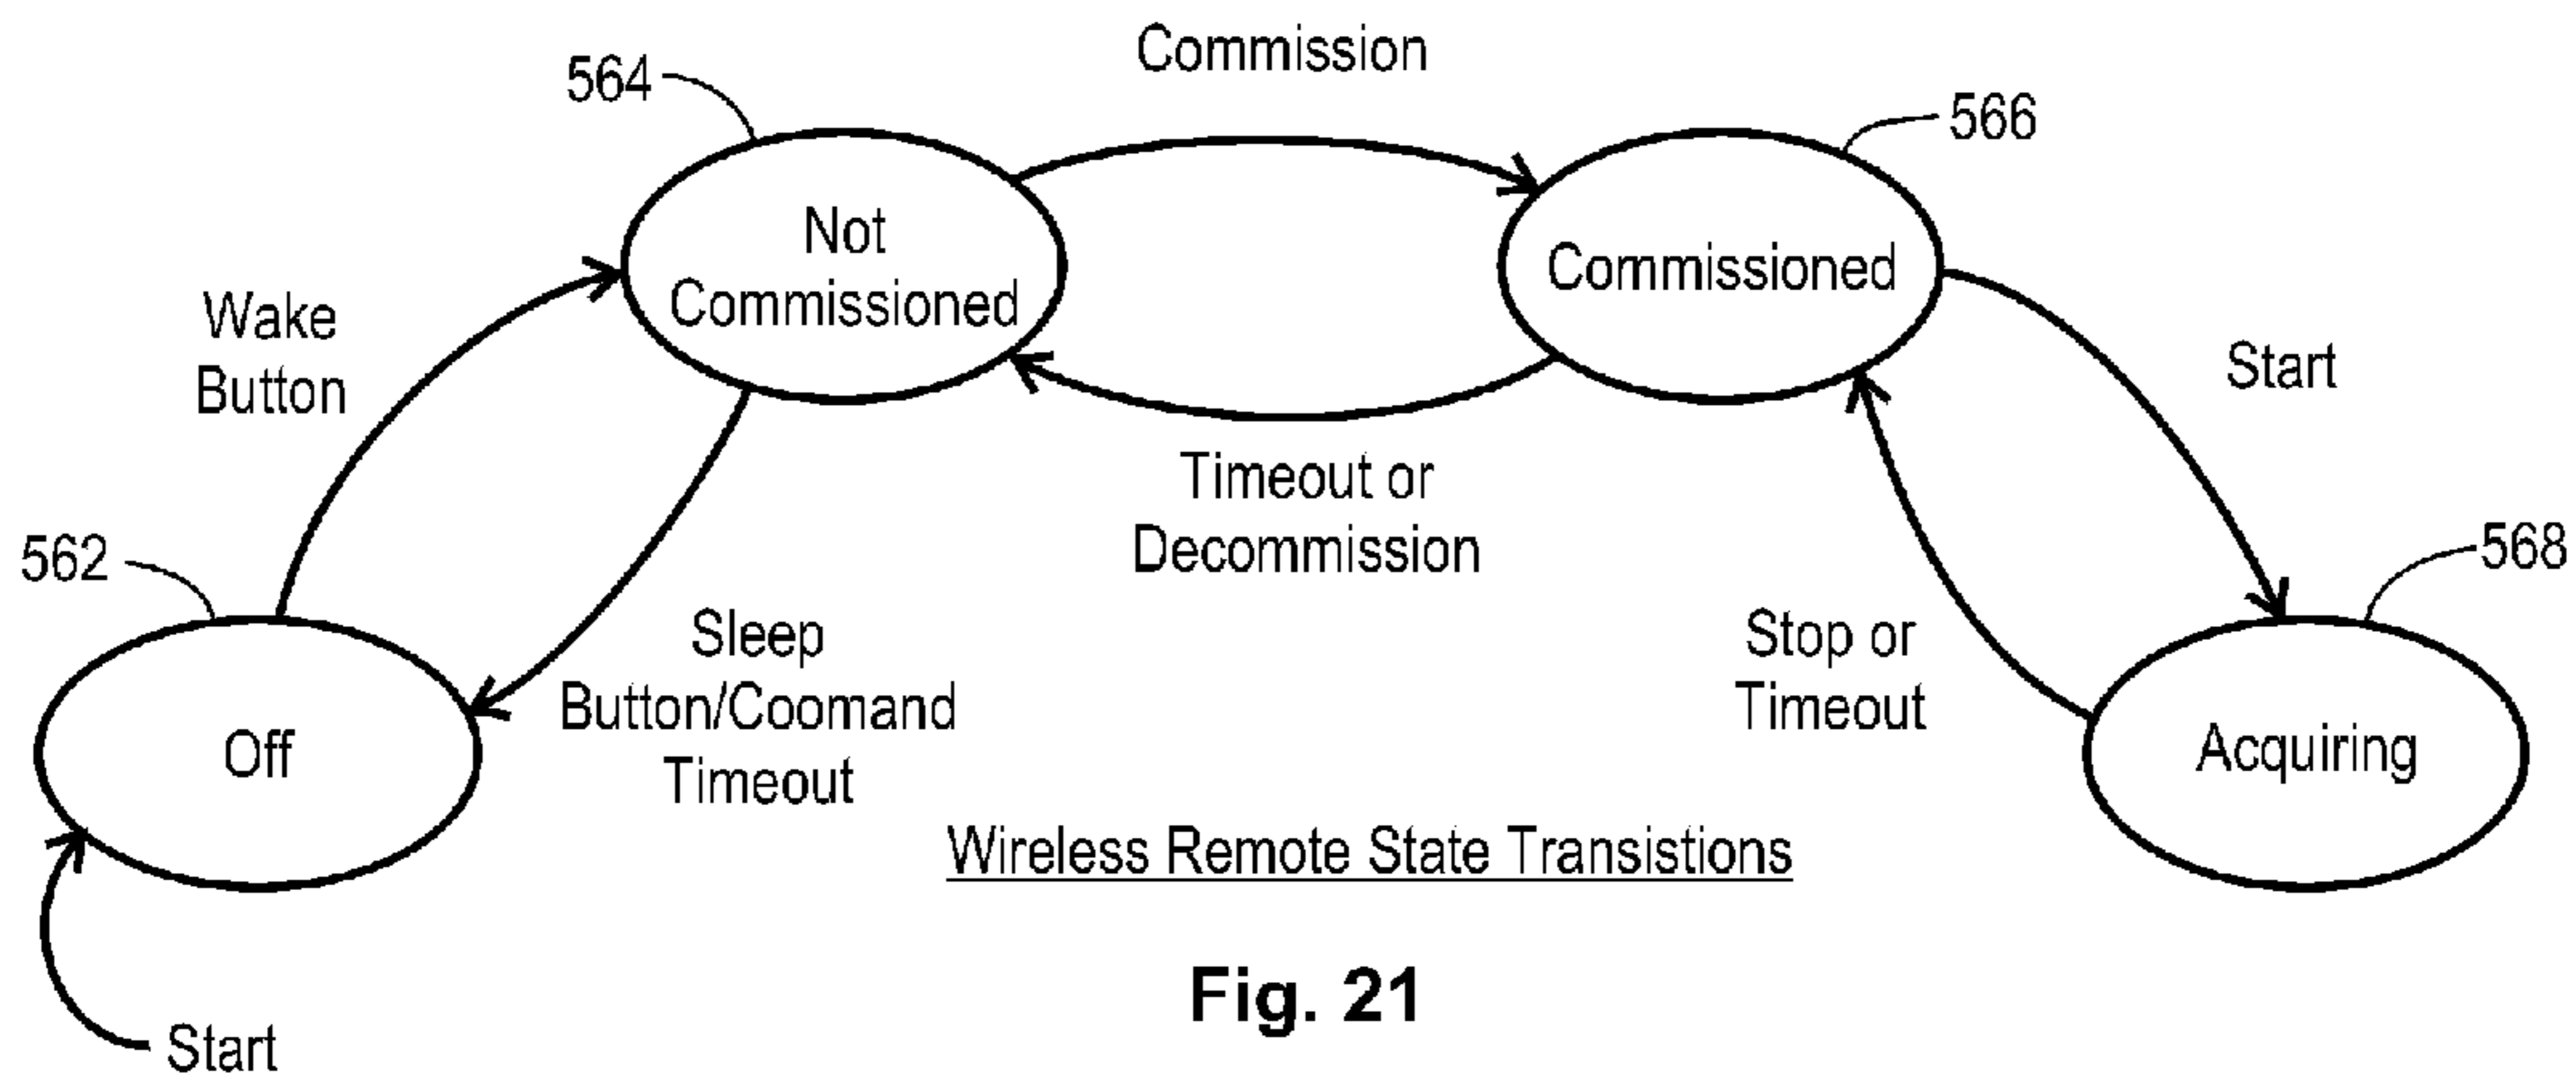 Commission
564
566
Not
Commissioned
Commissioned
Wake
Button
Start
Timeout or
Decommission
562
568
Sleep
Button/Coomand
Timeout
Stop or
Timeout
Off
Acquiring
Wireless Remote State Transistions
Fig. 21
Start